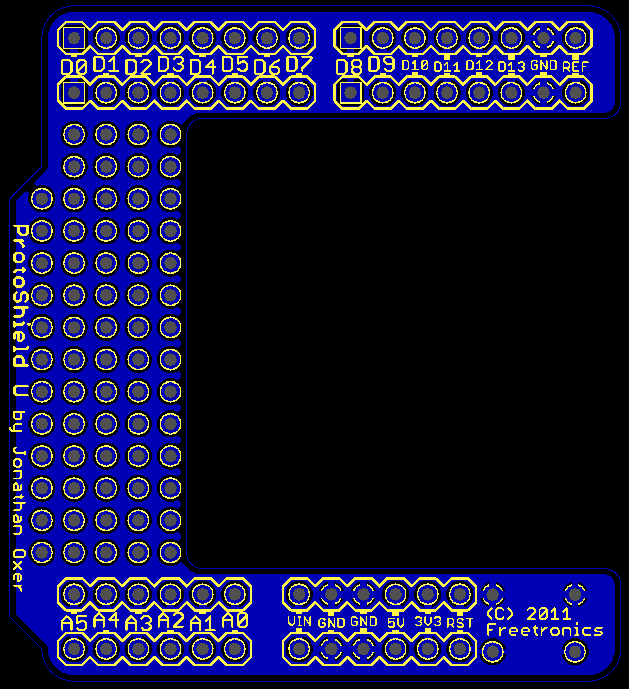 D0 D1 D2 D3 D4 D5 D6 D7 D8 D9 D10 D11 D12 D13 GND REF
ProtoShield U by Jonathan Oxer
A5 A4 A3 A2 A1 A0 VIN GND GND 5V 3V3 RST
(C) 2011
Freetronics